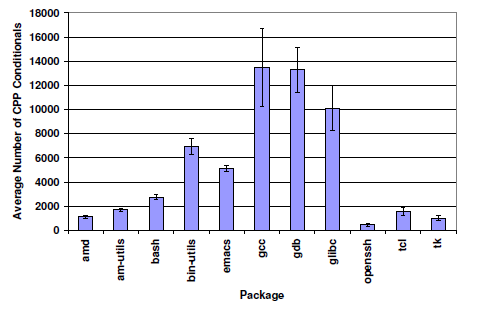 18000
16000
14000
12000
10000
8000
6000
4000
2000
0
Average Number of CPP Conditionals
amd
am-utils
bash
bin-utils
emacs
gcc
gdb
glibc
openssh
tcl
tk
Package